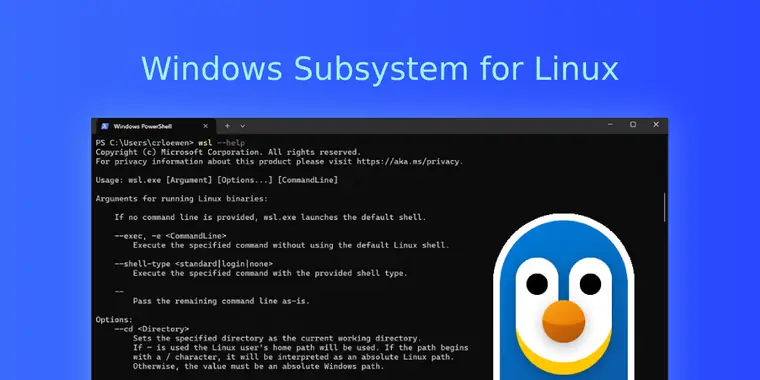 Windows Subsystem for Linux
Windows PowerShell
PS C:\Users\crloewen> wsl --help
Copyright (c) Microsoft Corporation. All rights reserved.
For privacy information about this product please visit https://aka.ms/privacy.
Usage: wsl.exe [Argument] [Options...] [CommandLine]
Arguments for running Linux binaries:
If no command line is provided, wsl.exe launches the default shell.
--exec, -e <CommandLine>
Execute the specified command without using the default Linux shell.
--shell-type <standard|login|none>
Execute the specified command with the provided shell type.
--
Pass the remaining command line as-is.
Options:
--cd <Directory>
Sets the specified directory as the current working directory.
If ~ is used the Linux user's home path will be used. If the path begins
with a / character, it will be interpreted as an absolute Linux path.
Otherwise, the value must be an absolute Windows path.